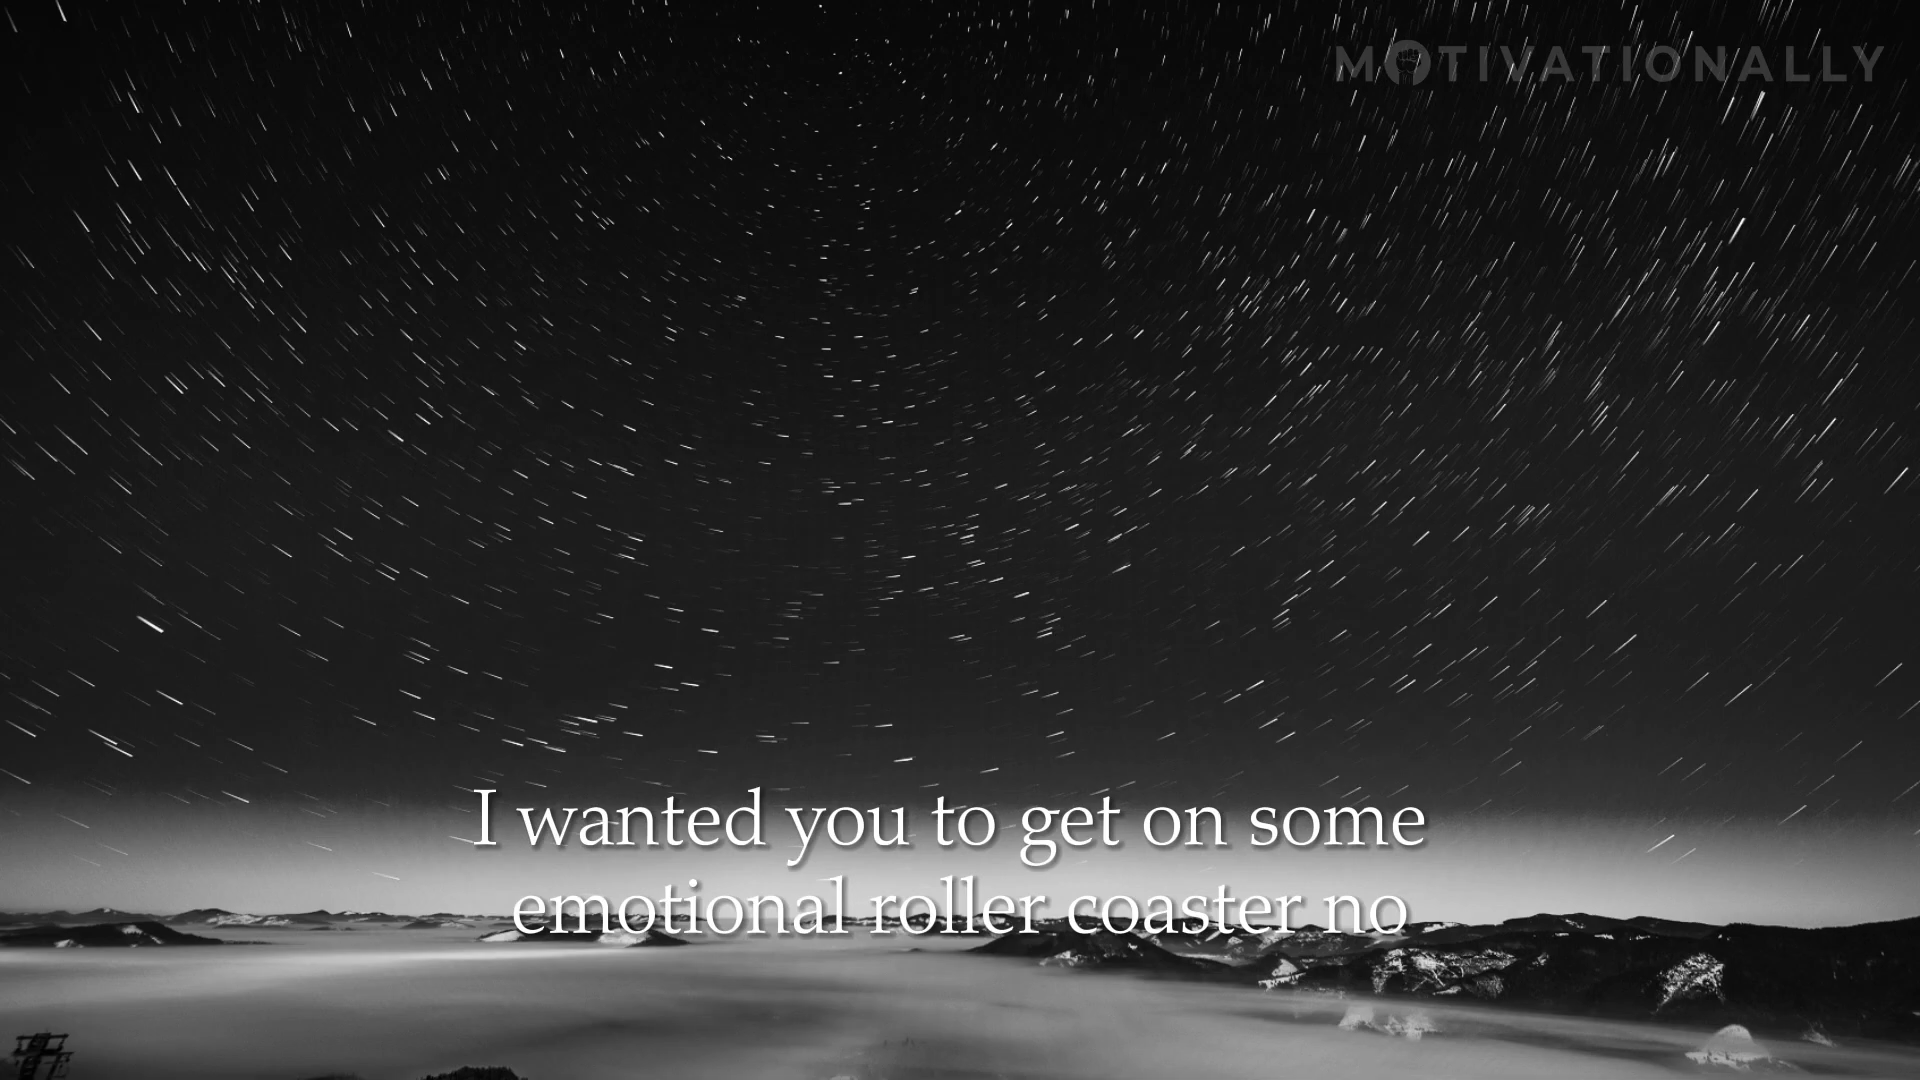 MOTIVATIONALLY
I wanted you to get on some
emotional roller coaster no